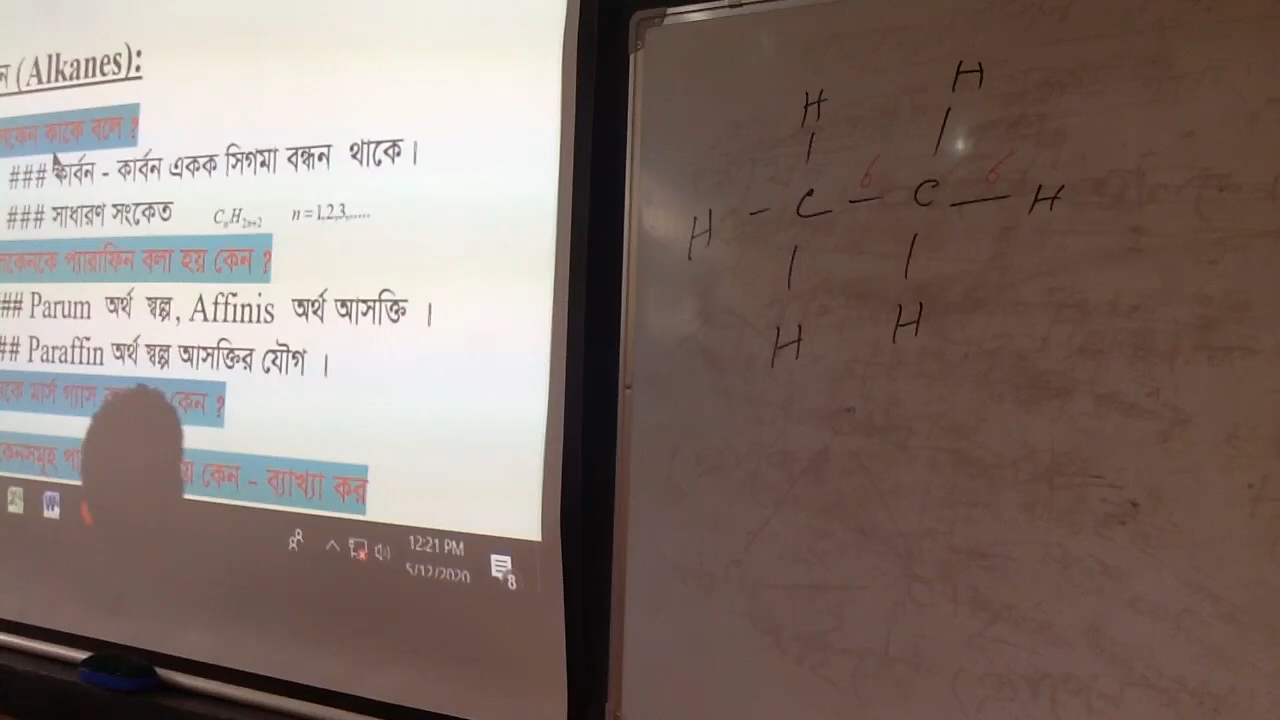 (Alkanes):
কাকে বলে ?
### কার্বন - কার্বন একক সিগমা বন্ধন থাকে ।
### সাধারণ সংকেত CnH2n+2 n = 1,2,3,.....
প্যারাফিন বলা হয় কেন ?
## Parum অর্থ স্বল্প, Affinis অর্থ আসক্তি ।
## Paraffin অর্থ স্বল্প আসক্তির যৌগ ।
মার্স গ্যাস কেন ?
কেন - ব্যাখ্যা কর
12:21 PM
5/12/2020
8
H H
H - C - C - H
H H